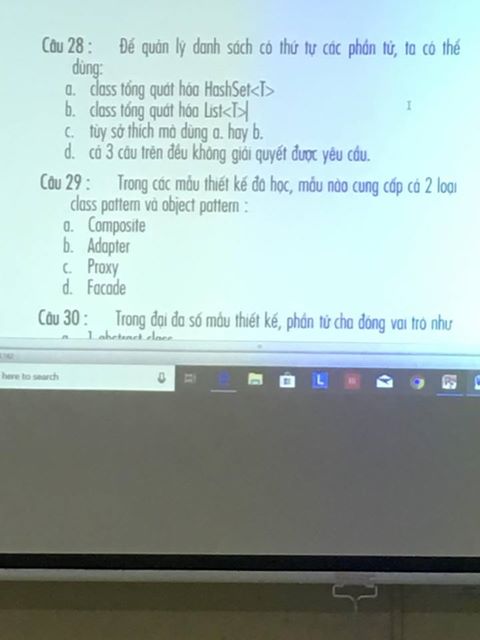 Câu 28 : Để quản lý danh sách có thứ tự các phần tử, ta có thể
dùng:
a. class tổng quát hóa HashSet<T>
b. class tổng quát hóa List<T>
c. tùy sở thích mà dùng a. hay b.
d. cả 3 câu trên đều không giải quyết được yêu cầu.
Câu 29 : Trong các mẫu thiết kế đã học, mẫu nào cung cấp cả 2 loại
class pattern và object pattern :
a. Composite
b. Adapter
c. Proxy
d. Facade
Câu 30 : Trong đại đa số mẫu thiết kế, phần tử cha đóng vai trò như
1 abstract class
here to search
L